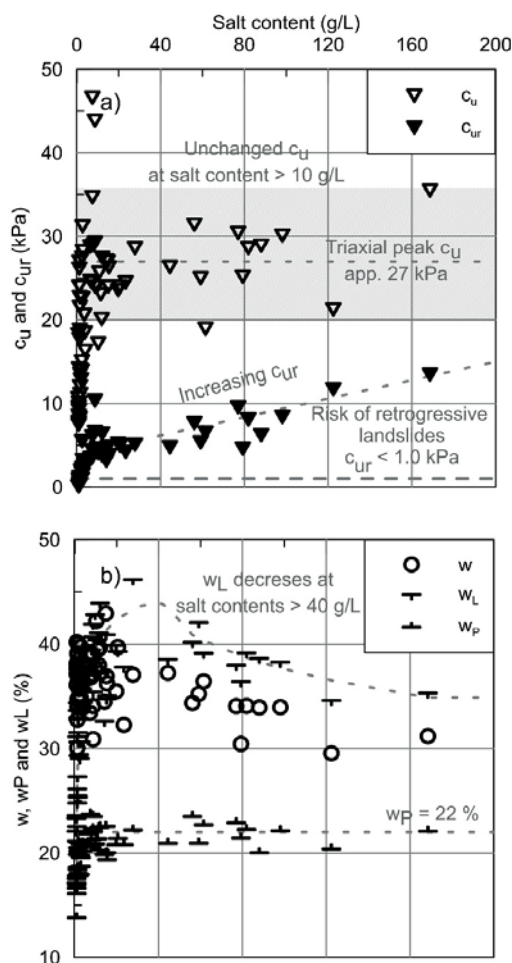 Salt content (g/L)
0 40 80 120 160 200
50
40
30
20
10
0
a)
c_u
c_ur
Unchanged c_u
at salt content > 10 g/L
Triaxial peak c_u
app. 27 kPa
Increasing c_ur
Risk of retrogressive
landslides
c_ur < 1.0 kPa
c_u and c_ur (kPa)
50
40
30
20
10
b)
w
w_L
w_P
w_L decreses at
salt contents > 40 g/L
w_P = 22 %
w, wP and wL (%)